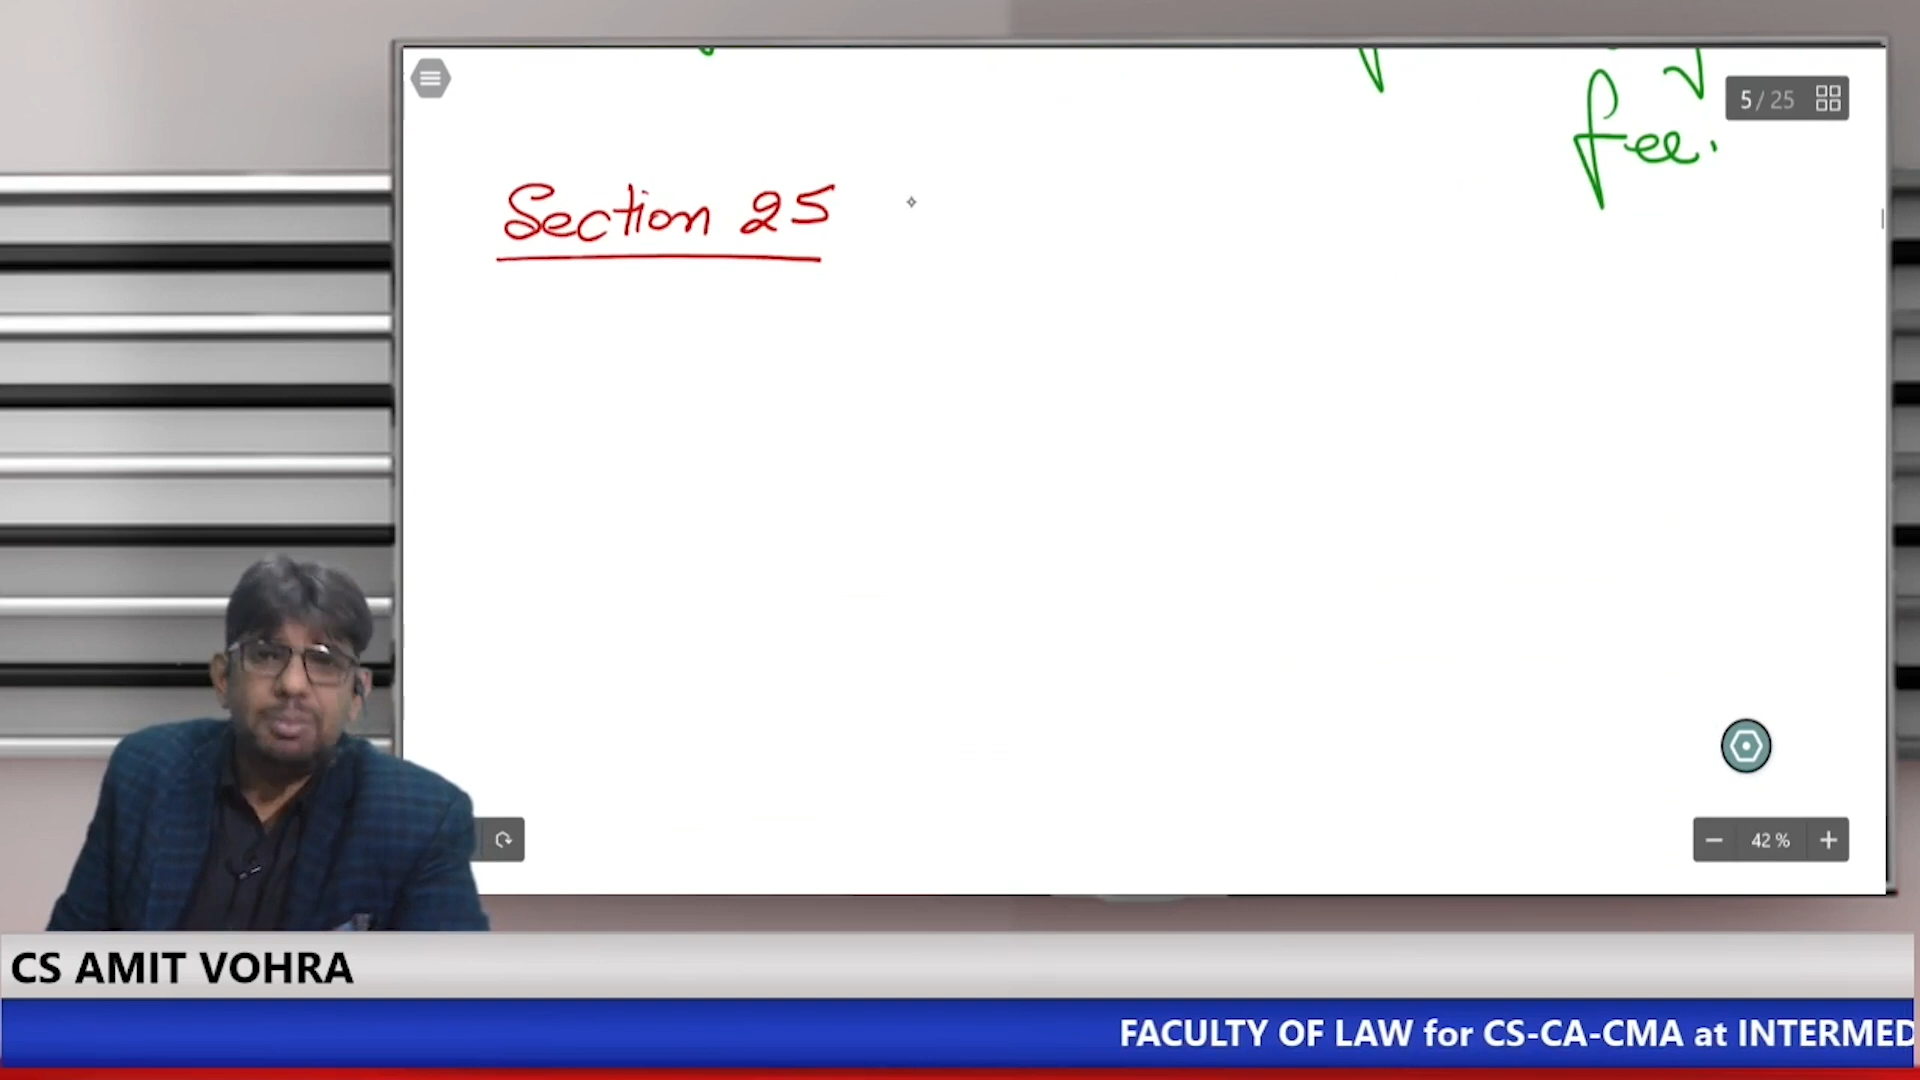 5 / 25
fee.
Section 25
42 %
CS AMIT VOHRA
FACULTY OF LAW for CS-CA-CMA at INTERMED